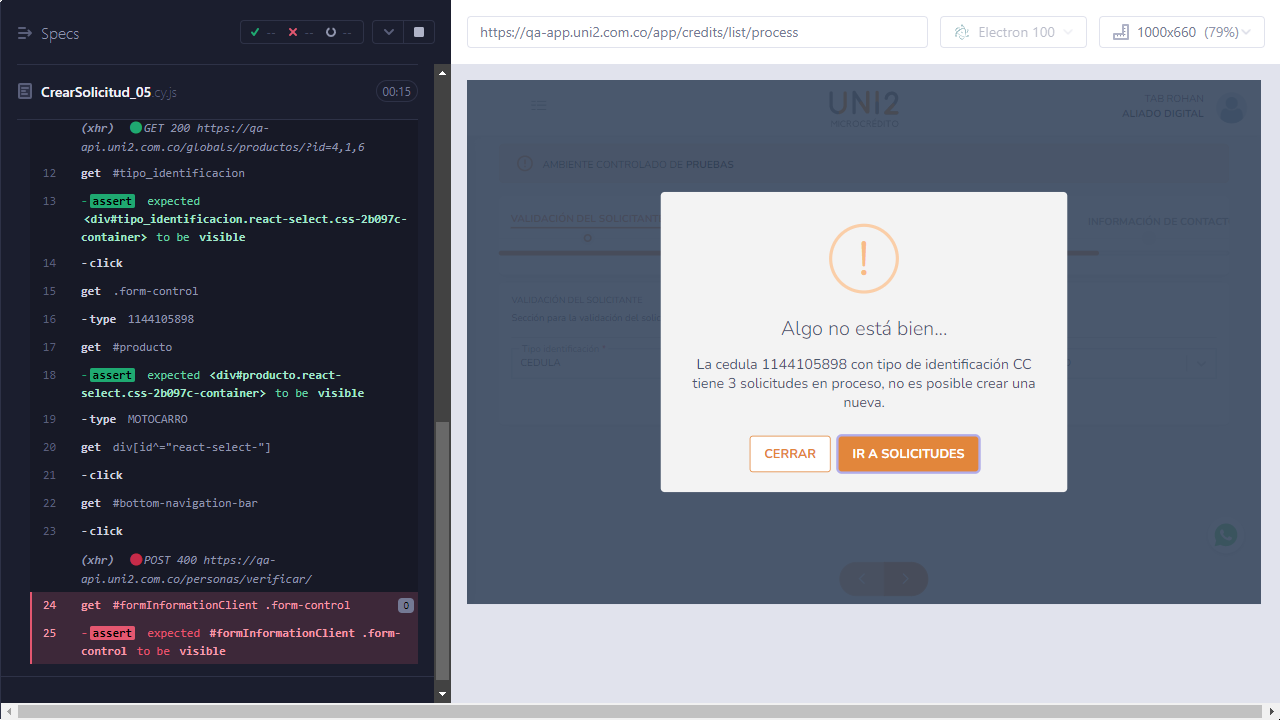 Specs
-- -- --
CrearSolicitud_05 cy.js 00:15
(xhr) GET 200 https://qa-
api.uni2.com.co/globals/productos/?id=4,1,6
12 get #tipo_identificacion
13 -assert expected
<div#tipo_identificacion.react-select.css-2b097c-
container> to be visible
14 -click
15 get .form-control
16 -type 1144105898
17 get #producto
18 -assert expected <div#producto.react-
select.css-2b097c-container> to be visible
19 -type MOTOCARRO
20 get div[id^="react-select-"]
21 -click
22 get #bottom-navigation-bar
23 -click
(xhr) POST 400 https://qa-
api.uni2.com.co/personas/verificar/
24 get #formInformationClient .form-control 0
25 -assert expected #formInformationClient .form-
control to be visible
https://qa-app.uni2.com.co/app/credits/list/process
Electron 100
1000x660 (79%)
UNI2
MICROCRÉDITO
TAB ROHAN
ALIADO DIGITAL
AMBIENTE CONTROLADO DE PRUEBAS
VALIDACIÓN DEL SOLICITANTE
INFORMACIÓN DE CONTACT
VALIDACIÓN DEL SOLICITANTE
Sección para la validación del solic
Tipo identificación *
CEDULA
Algo no está bien...
La cedula 1144105898 con tipo de identificación CC
tiene 3 solicitudes en proceso, no es posible crear una
nueva.
CERRAR
IR A SOLICITUDES